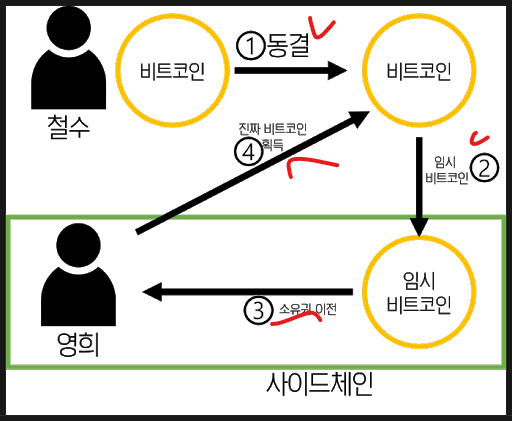 ① 동결
비트코인
비트코인
철수
진짜 비트코인
④ 획득
임시
비트코인
②
임시
비트코인
③ 소유권 이전
영희
사이드체인